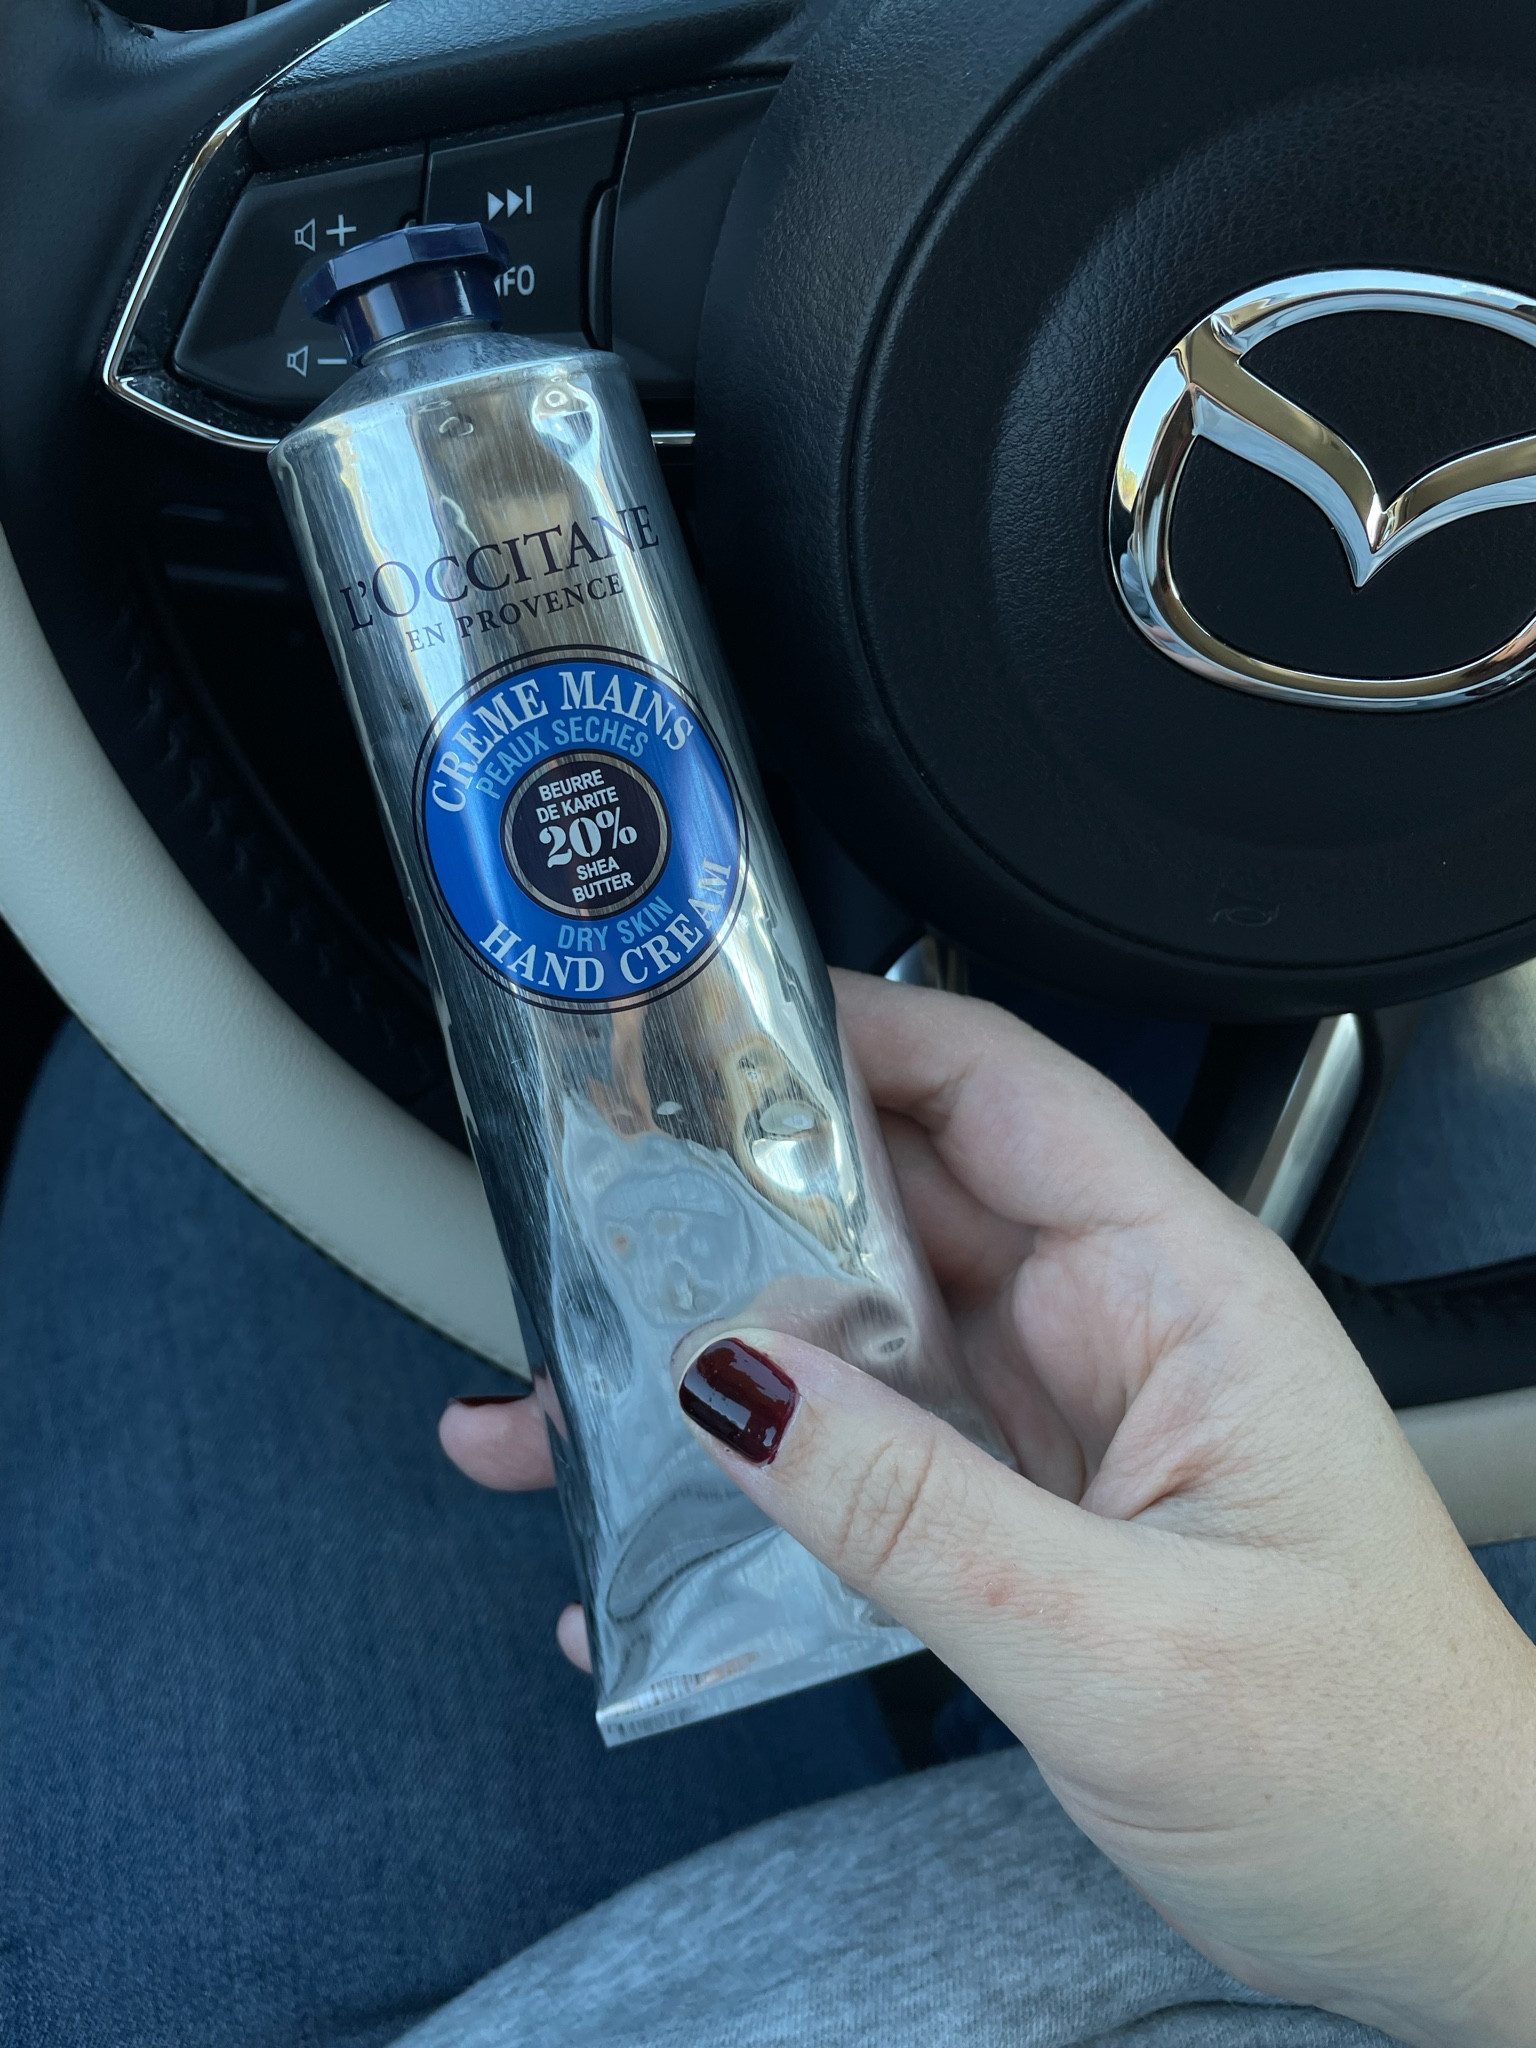 +
INFO
−
L'OCCITANE
EN PROVENCE
CREME MAINS
PEAUX SECHES
BEURRE
DE KARITE
20%
SHEA
BUTTER
DRY SKIN
HAND CREAM